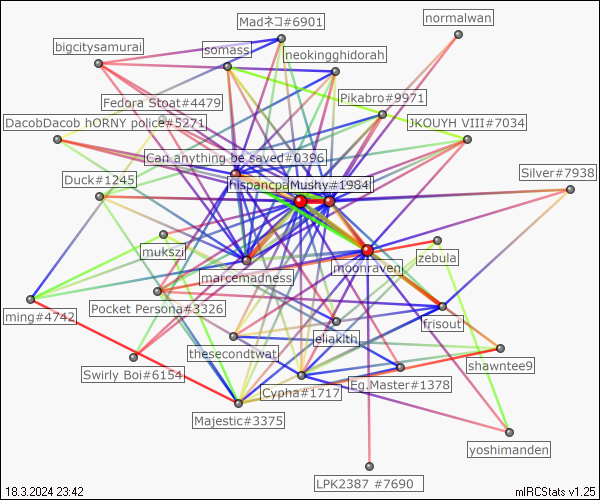 Madネコ#6901
normalwan
bigcitysamurai
somass
neokingghidorah
Fedora Stoat#4479
Pikabro#9971
DacobDacob hORNY police#5271
JKOUYH VIII#7034
Can anything be saved#0396
Duck#1245
hispancpa
Mushy#1984
Silver#7938
mukszi
zebula
marcemadness
moonraven
Pocket Persona#3326
ming#4742
frisout
eliakith
thesecondtwat
shawntee9
Swirly Boi#6154
Eg.Master#1378
Cypha#1717
Majestic#3375
yoshimanden
LPK2387 #7690
18.3.2024 23:42
mIRCStats v1.25